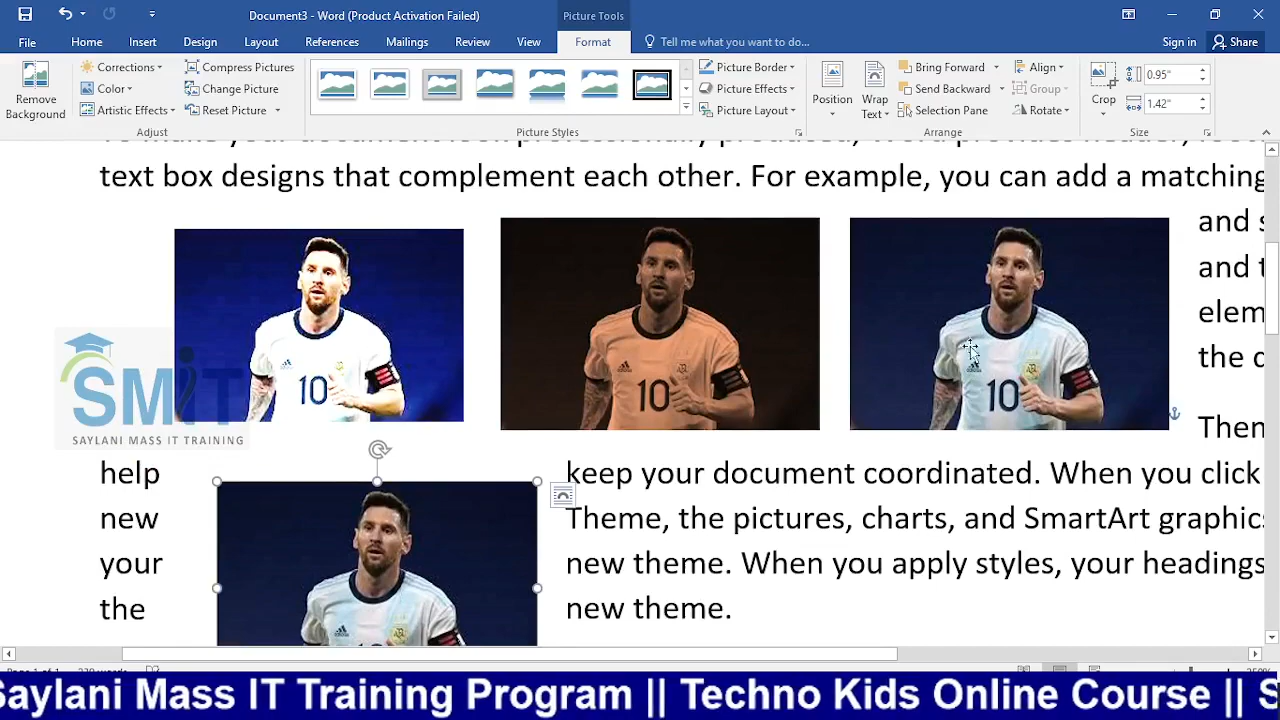 Document3 - Word (Product Activation Failed)
Picture Tools
File
Home
Insert
Design
Layout
References
Mailings
Review
View
Format
Tell me what you want to do...
Sign in
Share
Remove Background
Corrections
Color
Artistic Effects
Compress Pictures
Change Picture
Reset Picture
Adjust
Picture Styles
Picture Border
Picture Effects
Picture Layout
Position
Wrap Text
Bring Forward
Send Backward
Selection Pane
Align
Group
Rotate
Arrange
Crop
0.95"
1.42"
Size
text box designs that complement each other. For example, you can add a matching
and
and
the
10
10
10
SMIT
SAYLANI MASS IT TRAINING
help
keep your document coordinated. When you click
new
Theme, the pictures, charts, and SmartArt
your
new theme. When you apply styles, your headings
the
new theme.
Saylani Mass IT Training Program || Techno Kids Online Course || S